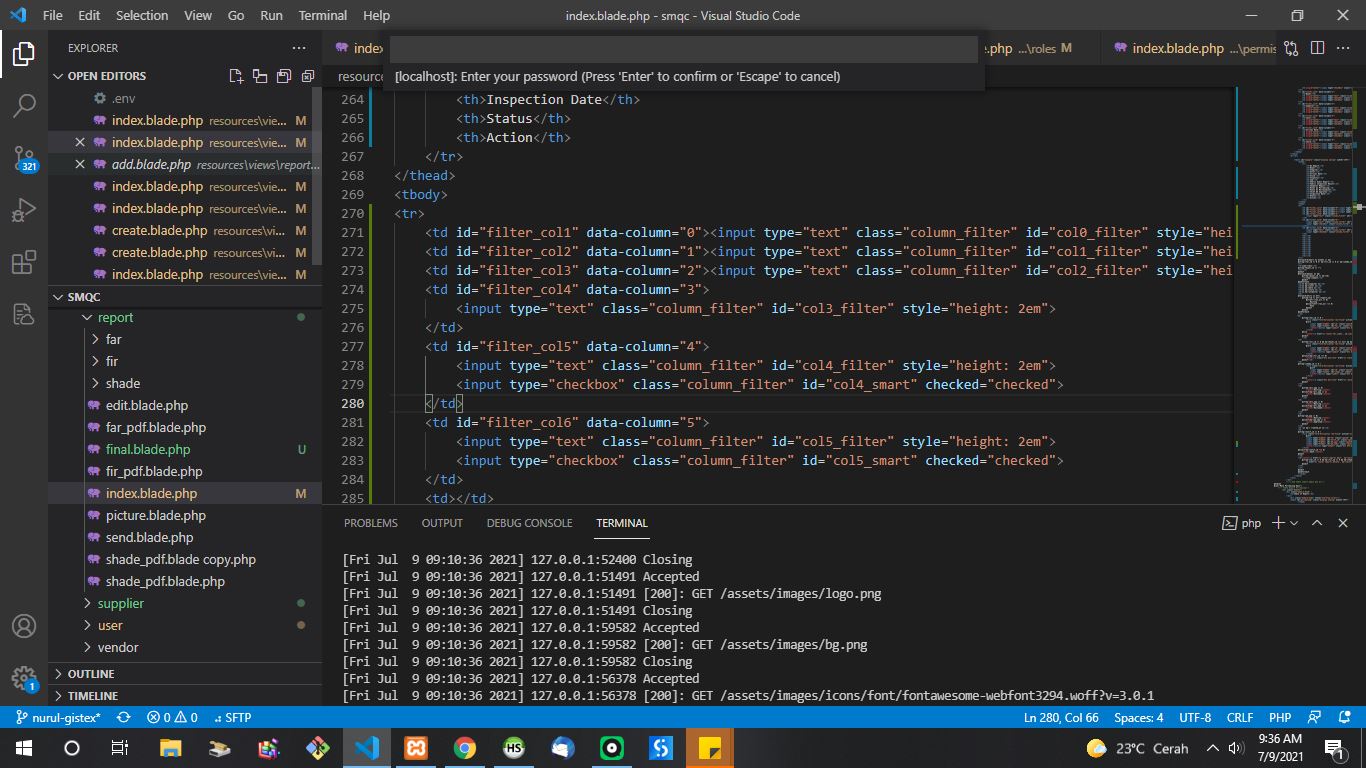 File Edit Selection View Go Run Terminal Help
index.blade.php - smqc - Visual Studio Code
EXPLORER
OPEN EDITORS
.env
index.blade.php resources\vie... M
index.blade.php resources\vie... M
add.blade.php resources\views\report...
index.blade.php resources\vie... M
index.blade.php resources\vie... M
create.blade.php resources\vi... M
create.blade.php resources\vi... M
index.blade.php resources\vie... M
SMQC
report
far
fir
shade
edit.blade.php
far_pdf.blade.php
final.blade.php U
fir_pdf.blade.php
index.blade.php M
picture.blade.php
send.blade.php
shade_pdf.blade copy.php
shade_pdf.blade.php
supplier
user
vendor
OUTLINE
TIMELINE
321
1
index
e.php ...\roles M
index.blade.php ...\permis
resource
[localhost]: Enter your password (Press 'Enter' to confirm or 'Escape' to cancel)
264 <th>Inspection Date</th>
265 <th>Status</th>
266 <th>Action</th>
267 </tr>
268 </thead>
269 <tbody>
270 <tr>
271 <td id="filter_col1" data-column="0"><input type="text" class="column_filter" id="col0_filter" style="hei
272 <td id="filter_col2" data-column="1"><input type="text" class="column_filter" id="col1_filter" style="hei
273 <td id="filter_col3" data-column="2"><input type="text" class="column_filter" id="col2_filter" style="hei
274 <td id="filter_col4" data-column="3">
275 <input type="text" class="column_filter" id="col3_filter" style="height: 2em">
276 </td>
277 <td id="filter_col5" data-column="4">
278 <input type="text" class="column_filter" id="col4_filter" style="height: 2em">
279 <input type="checkbox" class="column_filter" id="col4_smart" checked="checked">
280 </td>
281 <td id="filter_col6" data-column="5">
282 <input type="text" class="column_filter" id="col5_filter" style="height: 2em">
283 <input type="checkbox" class="column_filter" id="col5_smart" checked="checked">
284 </td>
285 <td></td>
PROBLEMS OUTPUT DEBUG CONSOLE TERMINAL php
[Fri Jul  9 09:10:36 2021] 127.0.0.1:52400 Closing
[Fri Jul  9 09:10:36 2021] 127.0.0.1:51491 Accepted
[Fri Jul  9 09:10:36 2021] 127.0.0.1:51491 [200]: GET /assets/images/logo.png
[Fri Jul  9 09:10:36 2021] 127.0.0.1:51491 Closing
[Fri Jul  9 09:10:36 2021] 127.0.0.1:59582 Accepted
[Fri Jul  9 09:10:36 2021] 127.0.0.1:59582 [200]: GET /assets/images/bg.png
[Fri Jul  9 09:10:36 2021] 127.0.0.1:59582 Closing
[Fri Jul  9 09:10:36 2021] 127.0.0.1:56378 Accepted
[Fri Jul  9 09:10:36 2021] 127.0.0.1:56378 [200]: GET /assets/images/icons/font/fontawesome-webfont3294.woff?v=3.0.1
nurul-gistex* 0 0 SFTP Ln 280, Col 66 Spaces: 4 UTF-8 CRLF PHP
HS
23°C Cerah
9:36 AM
7/9/2021
1